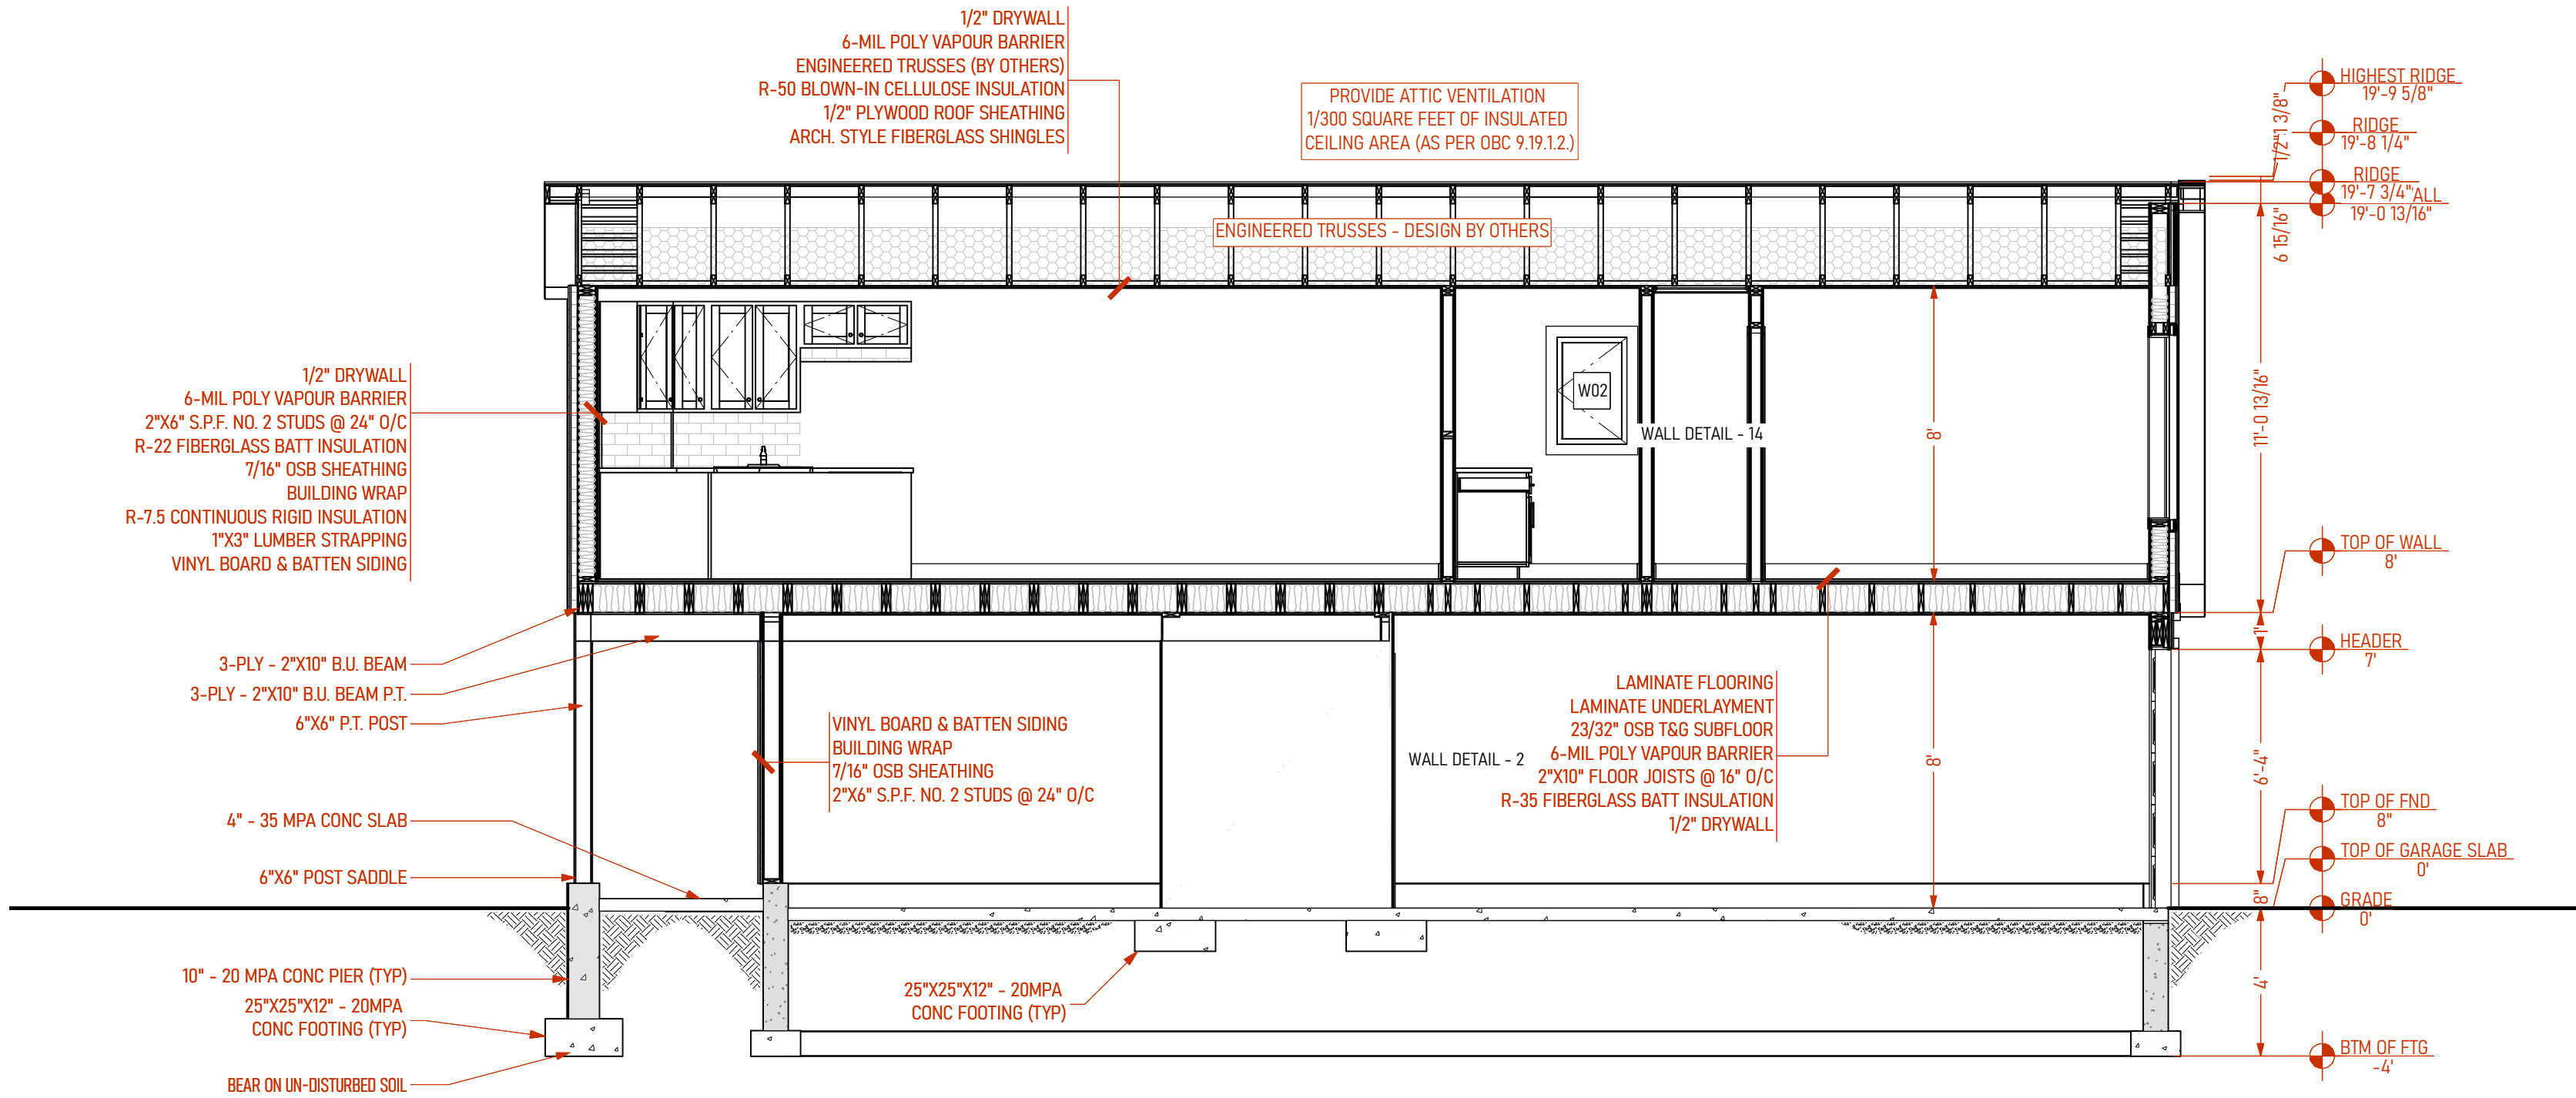 1/2" DRYWALL
6-MIL POLY VAPOUR BARRIER
ENGINEERED TRUSSES (BY OTHERS)
R-50 BLOWN-IN CELLULOSE INSULATION
1/2" PLYWOOD ROOF SHEATHING
ARCH. STYLE FIBERGLASS SHINGLES
PROVIDE ATTIC VENTILATION
1/300 SQUARE FEET OF INSULATED
CEILING AREA (AS PER OBC 9.19.1.2.)
ENGINEERED TRUSSES - DESIGN BY OTHERS
1/2" DRYWALL
6-MIL POLY VAPOUR BARRIER
2"X6" S.P.F. NO. 2 STUDS @ 24" O/C
R-22 FIBERGLASS BATT INSULATION
7/16" OSB SHEATHING
BUILDING WRAP
R-7.5 CONTINUOUS RIGID INSULATION
1"X3" LUMBER STRAPPING
VINYL BOARD & BATTEN SIDING
W02
WALL DETAIL - 14
8'
3-PLY - 2"X10" B.U. BEAM
3-PLY - 2"X10" B.U. BEAM P.T.
6"X6" P.T. POST
4" - 35 MPA CONC SLAB
6"X6" POST SADDLE
10" - 20 MPA CONC PIER (TYP)
25"X25"X12" - 20MPA
CONC FOOTING (TYP)
BEAR ON UN-DISTURBED SOIL
VINYL BOARD & BATTEN SIDING
BUILDING WRAP
7/16" OSB SHEATHING
2"X6" S.P.F. NO. 2 STUDS @ 24" O/C
25"X25"X12" - 20MPA
CONC FOOTING (TYP)
WALL DETAIL - 2
LAMINATE FLOORING
LAMINATE UNDERLAYMENT
23/32" OSB T&G SUBFLOOR
6-MIL POLY VAPOUR BARRIER
2"X10" FLOOR JOISTS @ 16" O/C
R-35 FIBERGLASS BATT INSULATION
1/2" DRYWALL
8'
1 3/8"
1/2"
6 15/16"
11'-0 13/16"
1'
6'-4"
8"
4'
HIGHEST RIDGE
19'-9 5/8"
RIDGE
19'-8 1/4"
RIDGE
19'-7 3/4"
ALL
19'-0 13/16"
TOP OF WALL
8'
HEADER
7'
TOP OF FND
8"
TOP OF GARAGE SLAB
0'
GRADE
0'
BTM OF FTG
-4'